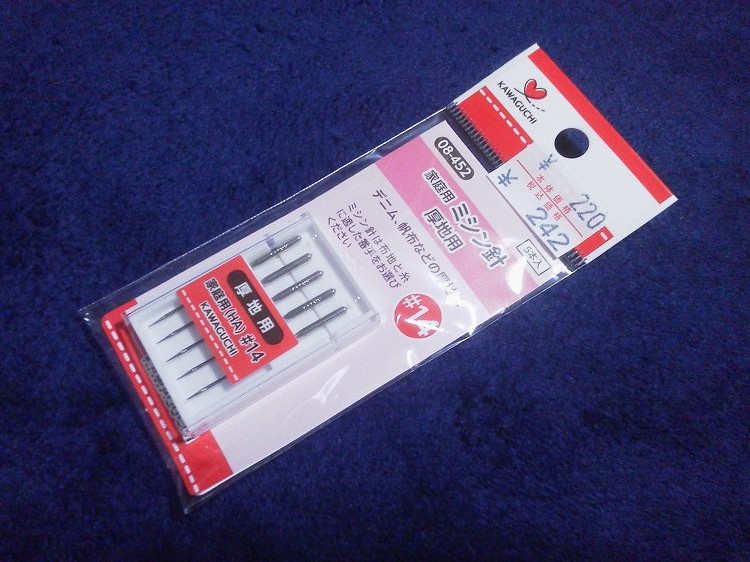 KAWAGUCHI
本体価格 220
税込価格 242
08-452
家庭用 ミシン針
厚地用
5本入
デニム、帆布などの厚地
#14
ミシン針は布地と糸
に適した番手をお選び
ください
厚地用
家庭用(HA) #14
KAWAGUCHI